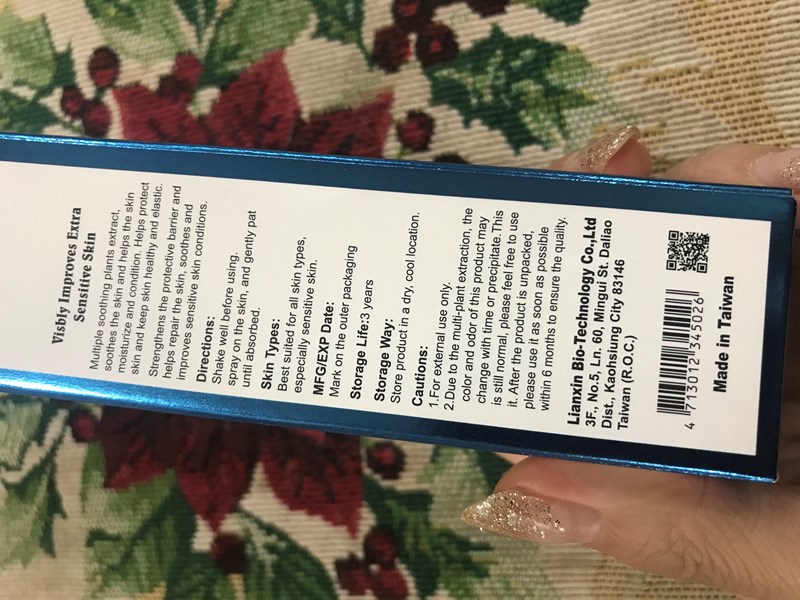 Visbly Improves Extra
Sensitive Skin
Multiple soothing plants extract,
soothes the skin and helps the skin
moisturize and condition. Helps protect
skin and keep skin healthy and elastic.
Strengthens the protective barrier and
helps repair the skin, soothes and
improves sensitive skin conditions.
Directions:
Shake well before using,
spray on the skin, and gently pat
until absorbed.
Skin Types:
Best suited for all skin types,
especially sensitive skin.
MFG/EXP Date:
Mark on the outer packaging
Storage Life:3 years
Storage Way:
Store product in a dry, cool location.
Cautions:
1.For external use only.
2.Due to the multi-plant extraction, the
color and odor of this product may
change with time or precipitate.This
is still normal, please feel free to use
it. After the product is unpacked,
please use it as soon as possible
within 6 months to ensure the quality.
Lianxin Bio-Technology Co.,Ltd
3F., No.5, Ln. 60, Mingui St. Daliao
Dist., Kaohsiung City 83146
Taiwan (R.O.C.)
4 713012 345026
Made in Taiwan